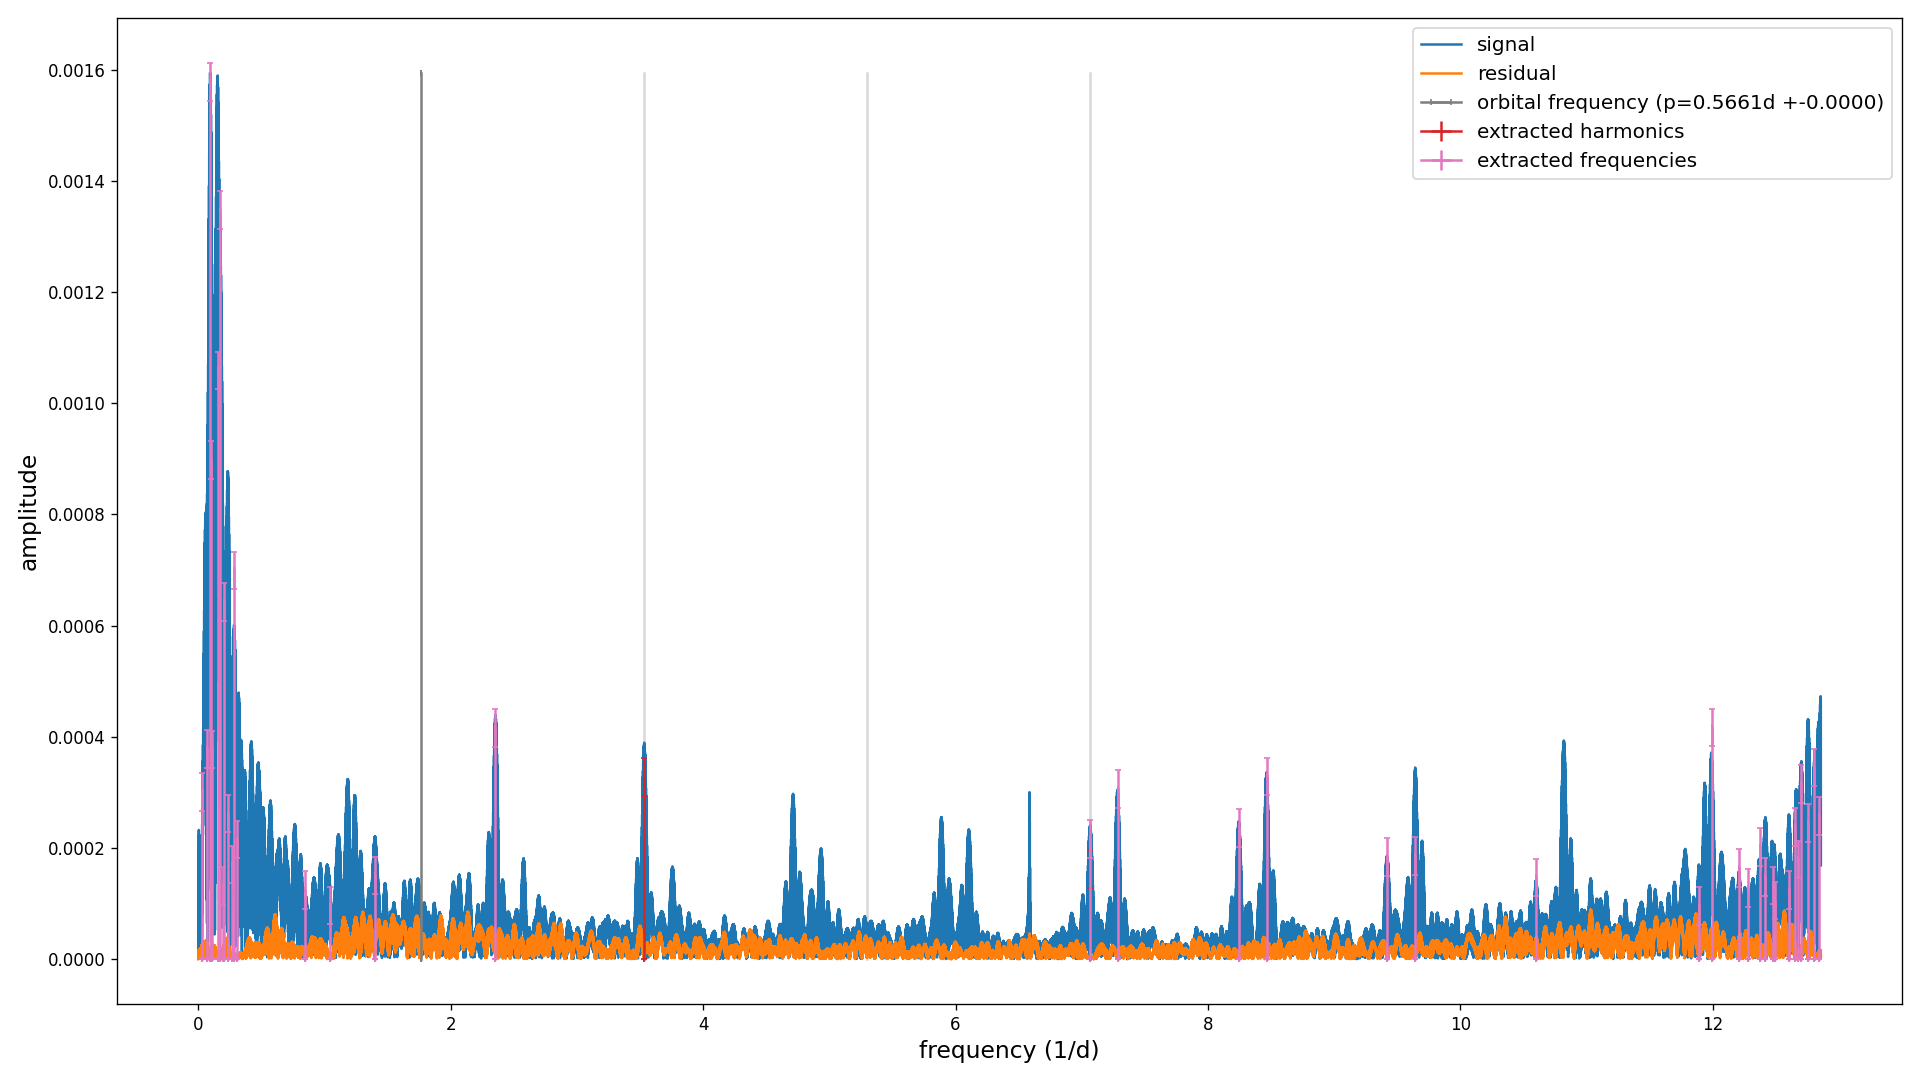 signal
residual
orbital frequency (p=0.5661d +-0.0000)
extracted harmonics
extracted frequencies
amplitude
0.0016
0.0014
0.0012
0.0010
0.0008
0.0006
0.0004
0.0002
0.0000
0 2 4 6 8 10 12
frequency (1/d)